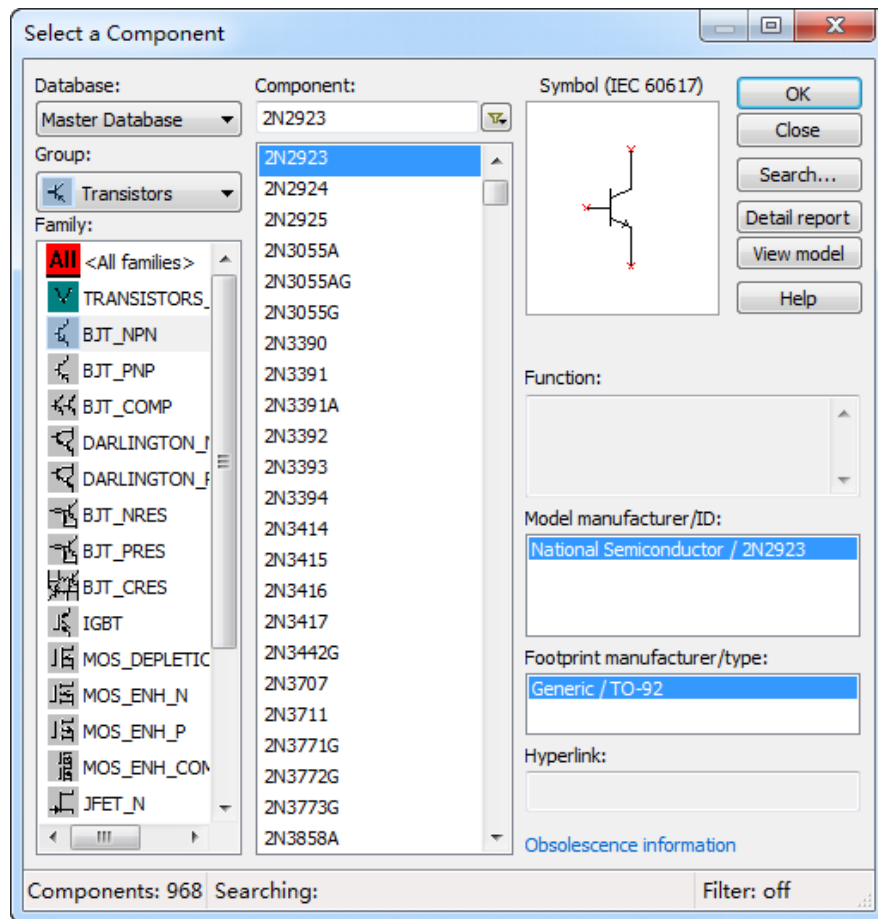 Select a Component
Database:
Master Database
Group:
Transistors
Family:
All <All families>
TRANSISTORS_
BJT_NPN
BJT_PNP
BJT_COMP
DARLINGTON_N
DARLINGTON_P
BJT_NRES
BJT_PRES
BJT_CRES
IGBT
MOS_DEPLETIC
MOS_ENH_N
MOS_ENH_P
MOS_ENH_COM
JFET_N
Component:
2N2923
2N2923
2N2924
2N2925
2N3055A
2N3055AG
2N3055G
2N3390
2N3391
2N3391A
2N3392
2N3393
2N3394
2N3414
2N3415
2N3416
2N3417
2N3442G
2N3707
2N3711
2N3771G
2N3772G
2N3773G
2N3858A
Symbol (IEC 60617)
OK
Close
Search...
Detail report
View model
Help
Function:
Model manufacturer/ID:
National Semiconductor / 2N2923
Footprint manufacturer/type:
Generic / TO-92
Hyperlink:
Obsolescence information
Components: 968 Searching: Filter: off